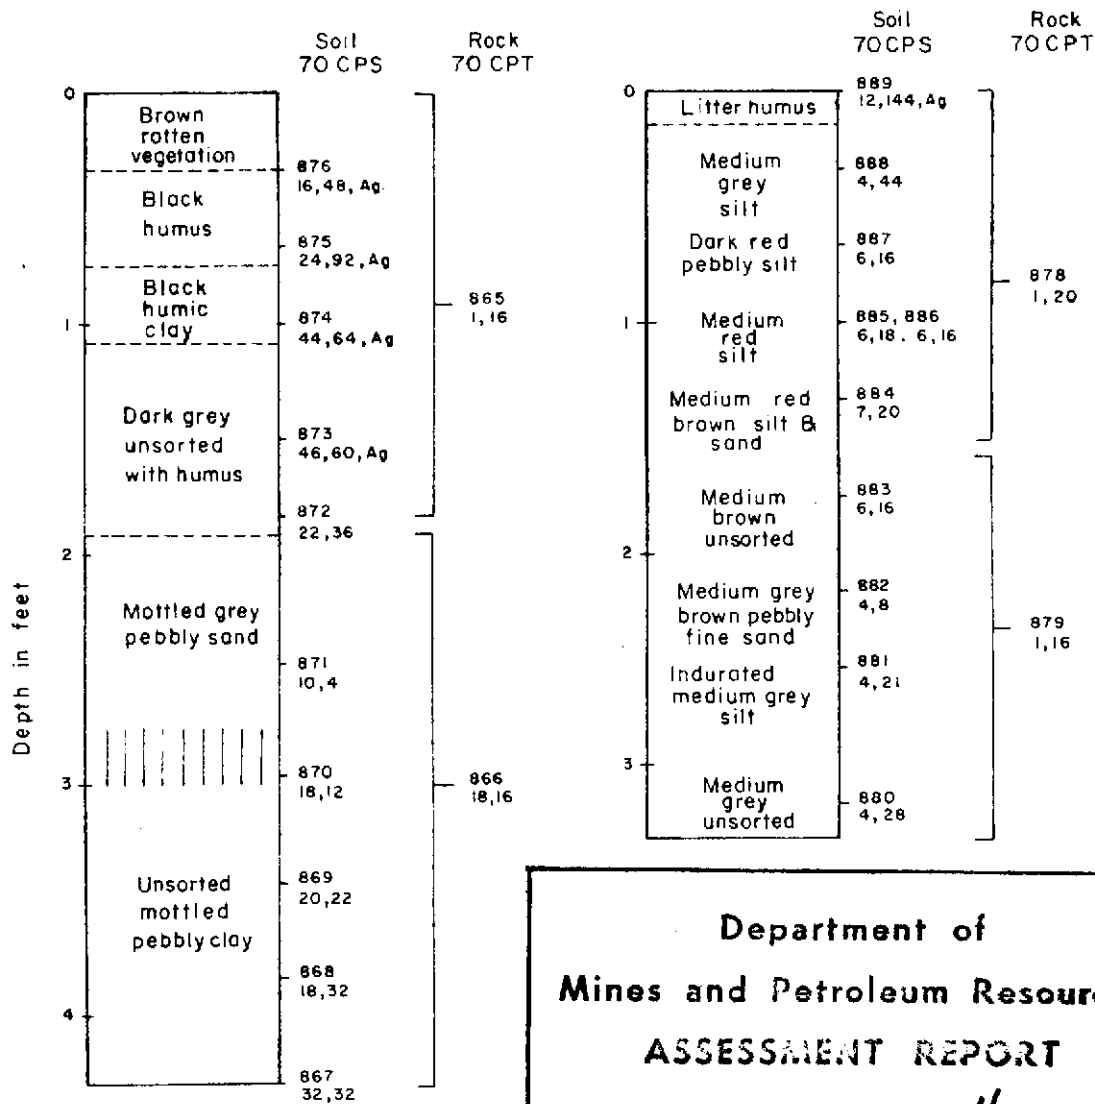 Soil
70 CPS
Rock
70 CPT
Depth in feet
0
1
2
3
4
Brown
rotten
vegetation
Black
humus
Black
humic
clay
Dark grey
unsorted
with humus
Mottled grey
pebbly sand
Unsorted
mottled
pebbly clay
876
16,48, Ag
875
24,92, Ag
874
44,64, Ag
873
46,60, Ag
872
22,36
871
10,4
870
18,12
869
20,22
868
18,32
867
32,32
865
1,16
866
18,16
Soil
70 CPS
Rock
70 CPT
0
1
2
3
Litter humus
Medium
grey
silt
Dark red
pebbly silt
Medium
red
silt
Medium red
brown silt &
sand
Medium
brown
unsorted
Medium grey
brown pebbly
fine sand
Indurated
medium grey
silt
Medium
grey
unsorted
889
12,144, Ag
888
4,44
887
6,16
885, 886
6,18. 6,16
884
7,20
883
6,16
882
4,8
881
4,21
880
4,28
878
1,20
879
1,16
Department of
Mines and Petroleum Resour
ASSESSMENT REPORT